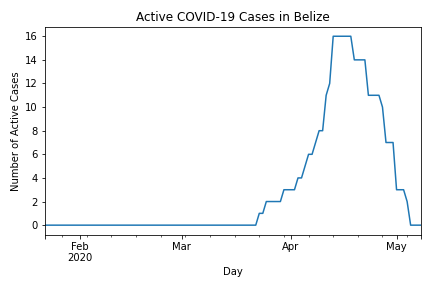 Active COVID-19 Cases in Belize
Number of Active Cases
16
14
12
10
8
6
4
2
0
Feb Mar Apr May
2020
Day